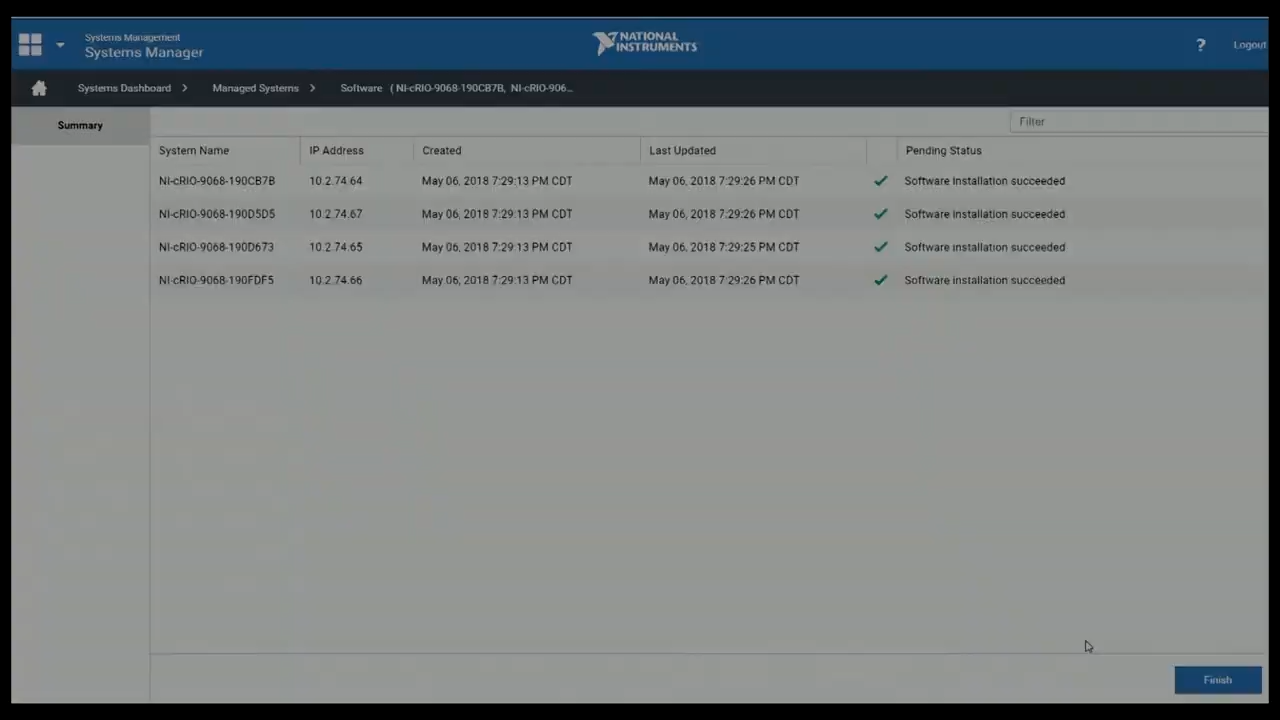 Systems Management
Systems Manager
NATIONAL
INSTRUMENTS
?
Logout
Systems Dashboard > Managed Systems > Software ( NI-cRIO-9068-190CB7B, NI-cRIO-906...
Summary
Filter
System Name IP Address Created Last Updated Pending Status
NI-cRIO-9068-190CB7B 10.2.74.64 May 06, 2018 7:29:13 PM CDT May 06, 2018 7:29:26 PM CDT Software installation succeeded
NI-cRIO-9068-190D5D5 10.2.74.67 May 06, 2018 7:29:13 PM CDT May 06, 2018 7:29:26 PM CDT Software installation succeeded
NI-cRIO-9068-190D673 10.2.74.65 May 06, 2018 7:29:13 PM CDT May 06, 2018 7:29:25 PM CDT Software installation succeeded
NI-cRIO-9068-190FDF5 10.2.74.66 May 06, 2018 7:29:13 PM CDT May 06, 2018 7:29:26 PM CDT Software installation succeeded
Finish